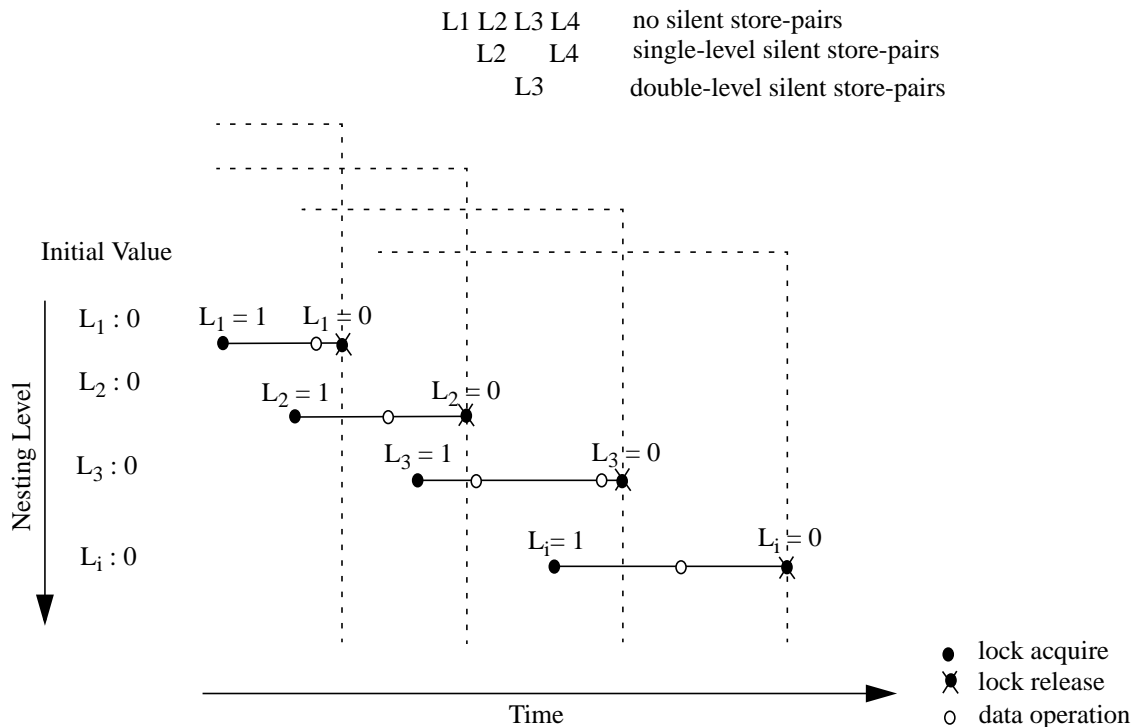 L1 L2 L3 L4 no silent store-pairs
L2 L4 single-level silent store-pairs
L3 double-level silent store-pairs
Initial Value
L1 : 0 L1 = 1 L1 = 0
L2 : 0 L2 = 1 L2 = 0
L3 : 0 L3 = 1 L3 = 0
Li : 0 Li= 1 Li = 0
Nesting Level
Time
lock acquire
lock release
data operation